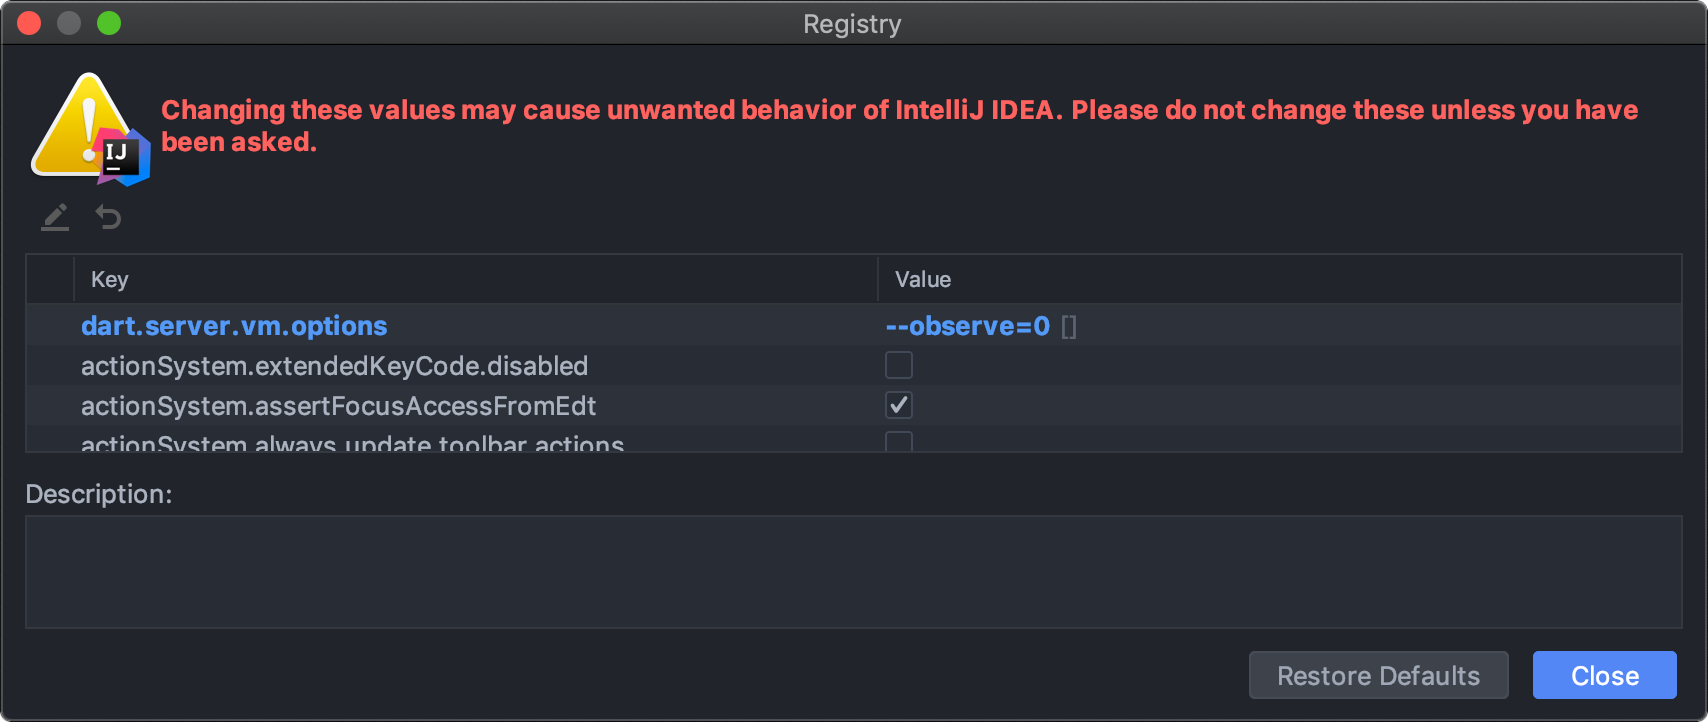 Registry
Changing these values may cause unwanted behavior of IntelliJ IDEA. Please do not change these unless you have
been asked.
IJ
Key Value
dart.server.vm.options --observe=0 []
actionSystem.extendedKeyCode.disabled
actionSystem.assertFocusAccessFromEdt
actionSystem.always.update.toolbar.actions
Description:
Restore Defaults Close